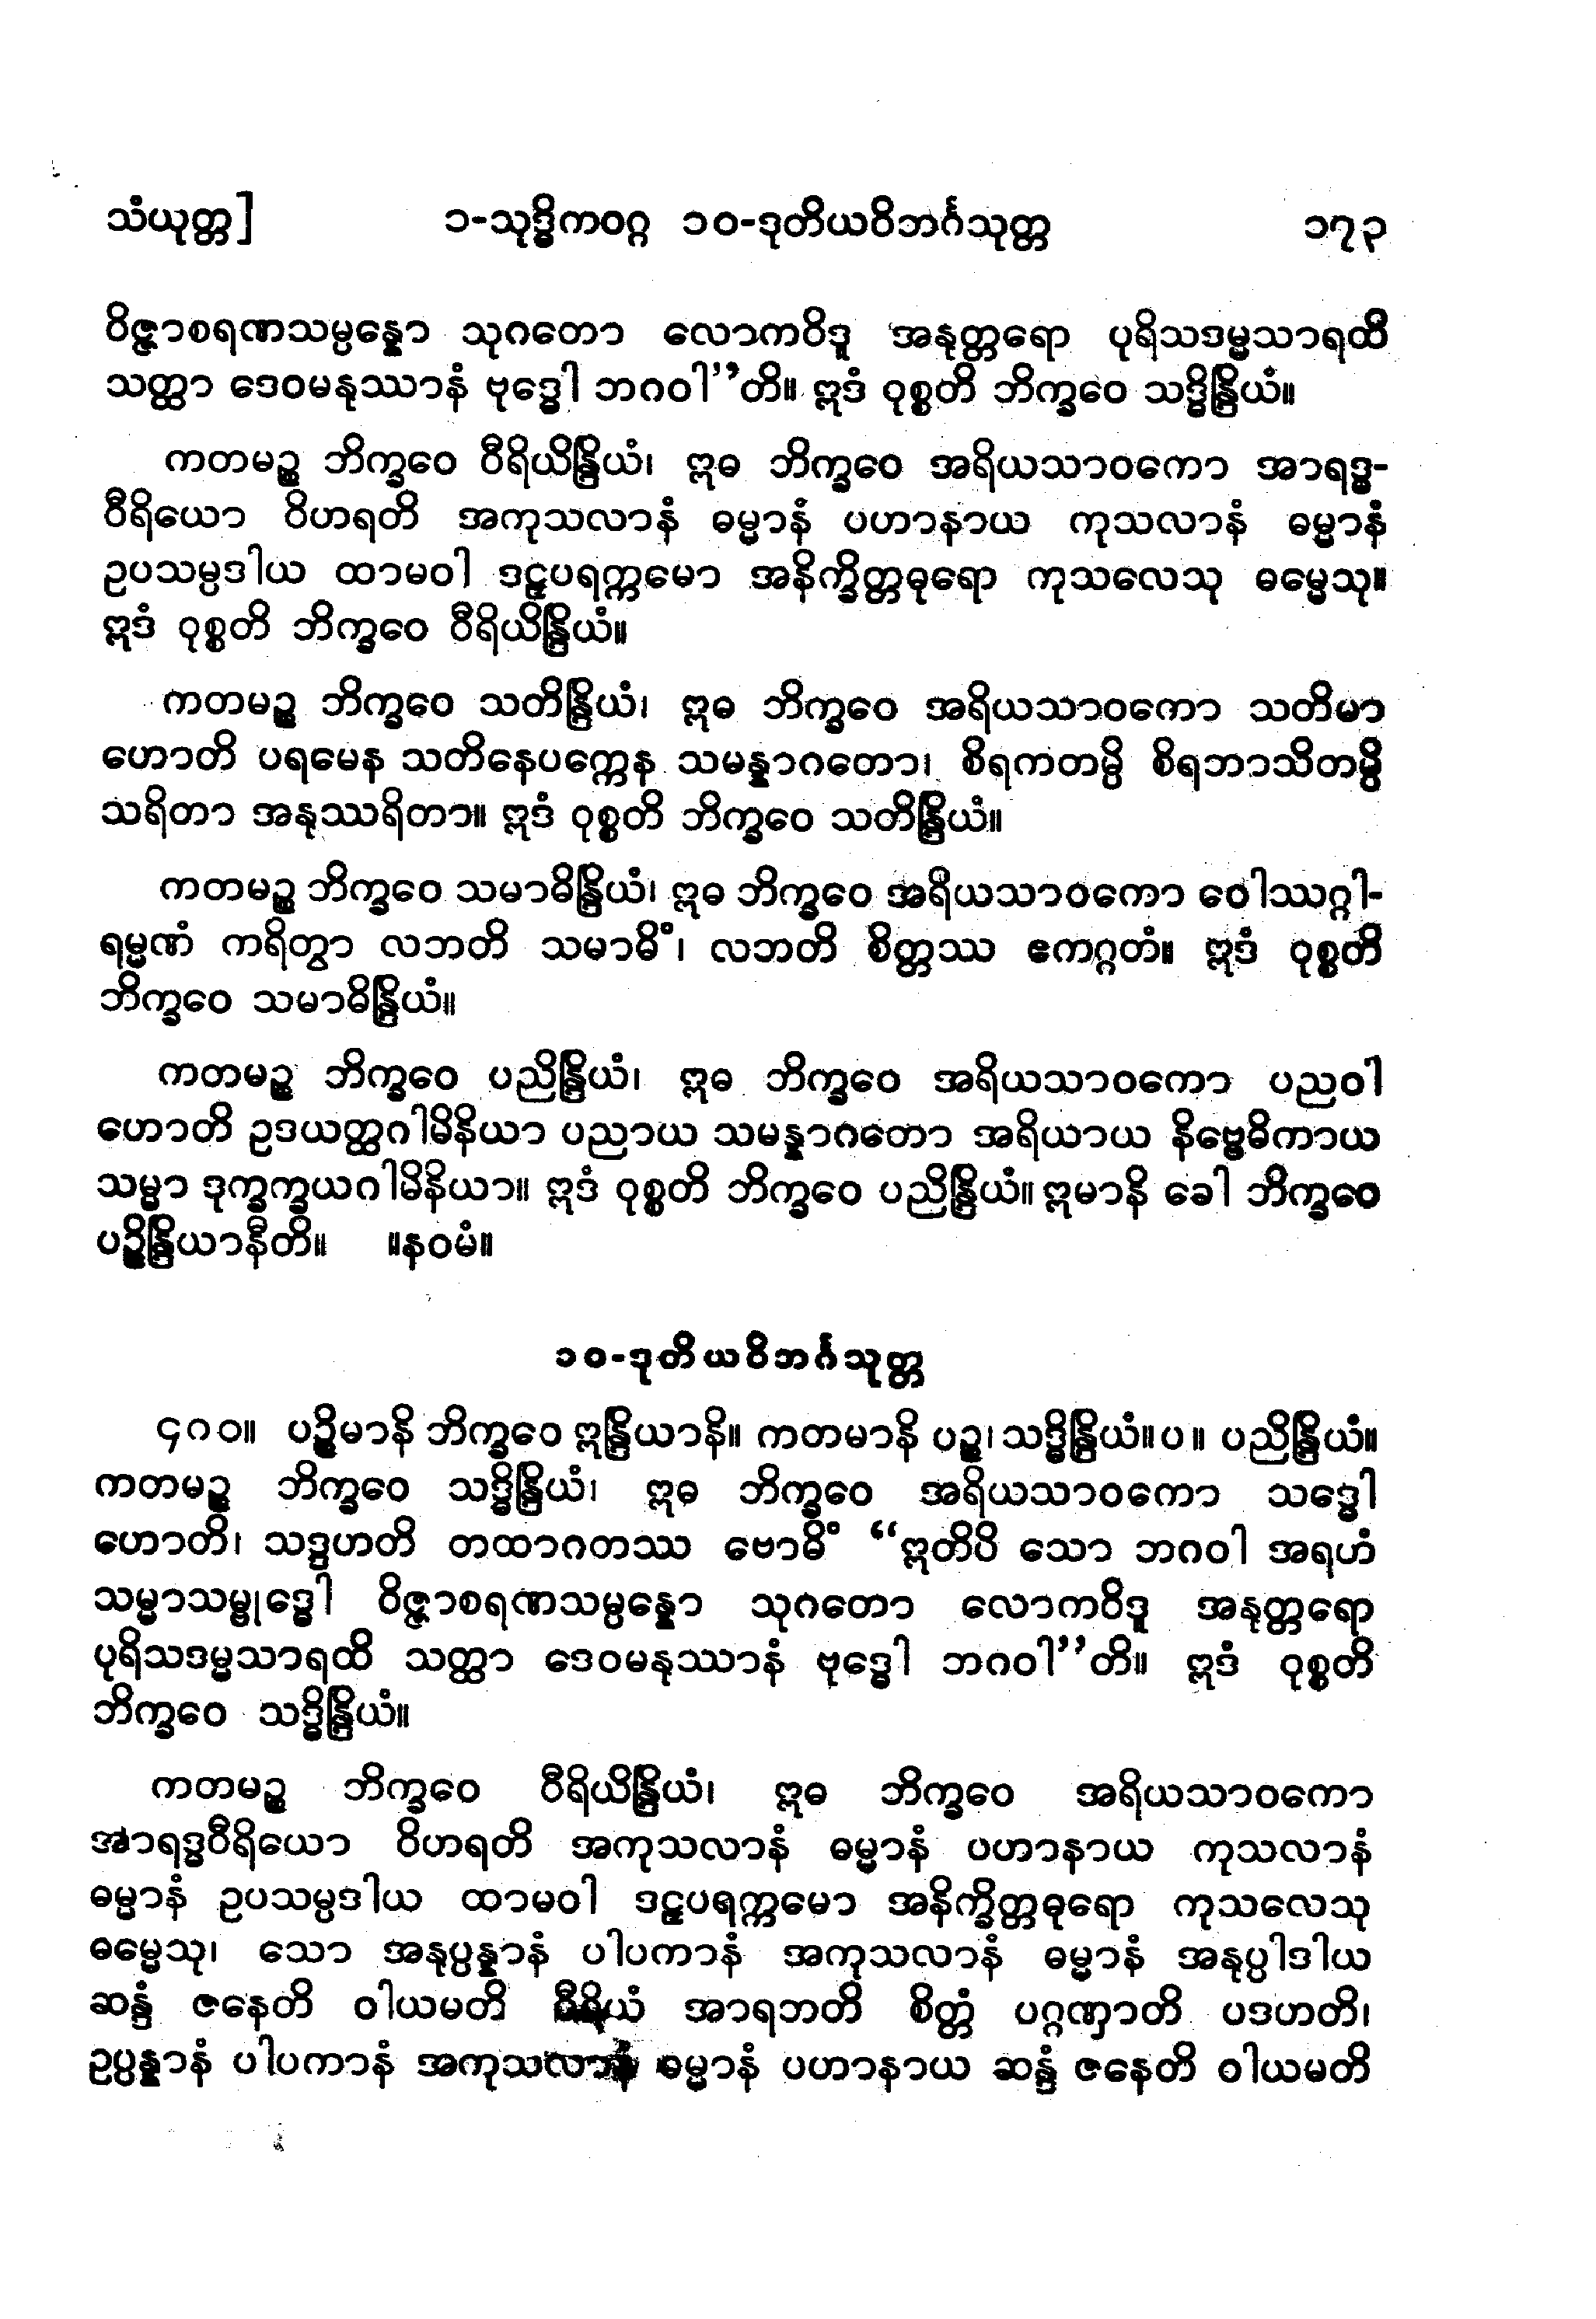 သံယုတ္တ]	၁-သုဒ္ဓိကဝဂ္ဂ ၁၀-ဒုတိယဝိဘင်္ဂသုတ္တ	၁၇၃
ဝိဇ္ဇာစရဏသမ္ပန္နော သုဂတော လောကဝိဒူ အနုတ္တရော ပုရိသဒမ္မသာရထိ
သတ္ထာ ဒေဝမနုဿာနံ ဗုဒ္ဓေါ ဘဂဝါ’’တိ။ ဣဒံ ဝုစ္စတိ ဘိက္ခဝေ သဒ္ဓိန္ဒြိယံ။
ကတမဉ္စ ဘိက္ခဝေ ဝီရိယိန္ဒြိယံ၊ ဣဓ ဘိက္ခဝေ အရိယသာဝကော အာရဒ္ဓ-
ဝီရိယော ဝိဟရတိ အကုသလာနံ ဓမ္မာနံ ပဟာနာယ ကုသလာနံ ဓမ္မာနံ
ဥပသမ္ပဒါယ ထာမဝါ ဒဠှပရက္ကမော အနိက္ခိတ္တဓုရော ကုသလေသု ဓမ္မေသု။
ဣဒံ ဝုစ္စတိ ဘိက္ခဝေ ဝီရိယိန္ဒြိယံ။
ကတမဉ္စ ဘိက္ခဝေ သတိန္ဒြိယံ၊ ဣဓ ဘိက္ခဝေ အရိယသာဝကော သတိမာ
ဟောတိ ပရမေန သတိနေပက္ကေန သမန္နာဂတော၊ စိရကတမ္ပိ စိရဘာသိတမ္ပိ
သရိတာ အနုဿရိတာ။ ဣဒံ ဝုစ္စတိ ဘိက္ခဝေ သတိန္ဒြိယံ။
ကတမဉ္စ ဘိက္ခဝေ သမာဓိန္ဒြိယံ၊ ဣဓ ဘိက္ခဝေ အရိယသာဝကော ဝေါဿဂ္ဂါ-
ရမ္မဏံ ကရိတွာ လဘတိ သမာဓိံ၊ လဘတိ စိတ္တဿ ဧကဂ္ဂတံ။ ဣဒံ ဝုစ္စတိ
ဘိက္ခဝေ သမာဓိန္ဒြိယံ။
ကတမဉ္စ ဘိက္ခဝေ ပညိန္ဒြိယံ၊ ဣဓ ဘိက္ခဝေ အရိယသာဝကော ပညဝါ
ဟောတိ ဥဒယတ္ထဂါမိနိယာ ပညာယ သမန္နာဂတော အရိယာယ နိဗ္ဗေဓိကာယ
သမ္မာ ဒုက္ခက္ခယဂါမိနိယာ။ ဣဒံ ဝုစ္စတိ ဘိက္ခဝေ ပညိန္ဒြိယံ။ ဣမာနိ ခေါ ဘိက္ခဝေ
ပဉ္စိန္ဒြိယာနီတိ။ ။နဝမံ။
၁၀-ဒုတိယဝိဘင်္ဂသုတ္တ
၄၈၀။ ပဉ္စိမာနိ ဘိက္ခဝေ ဣန္ဒြိယာနိ။ ကတမာနိ ပဉ္စ၊ သဒ္ဓိန္ဒြိယံ။ပ။ ပညိန္ဒြိယံ။
ကတမဉ္စ ဘိက္ခဝေ သဒ္ဓိန္ဒြိယံ၊ ဣဓ ဘိက္ခဝေ အရိယသာဝကော သဒ္ဓေါ
ဟောတိ၊ သဒ္ဒဟတိ တထာဂတဿ ဗောဓိံ “ဣတိပိ သော ဘဂဝါ အရဟံ
သမ္မာသမ္ဗုဒ္ဓေါ ဝိဇ္ဇာစရဏသမ္ပန္နော သုဂတော လောကဝိဒူ အနုတ္တရော
ပုရိသဒမ္မသာရထိ သတ္ထာ ဒေဝမနုဿာနံ ဗုဒ္ဓေါ ဘဂဝါ’’တိ။ ဣဒံ ဝုစ္စတိ
ဘိက္ခဝေ သဒ္ဓိန္ဒြိယံ။
ကတမဉ္စ ဘိက္ခဝေ ဝီရိယိန္ဒြိယံ၊ ဣဓ ဘိက္ခဝေ အရိယသာဝကော
အာရဒ္ဓဝီရိယော ဝိဟရတိ အကုသလာနံ ဓမ္မာနံ ပဟာနာယ ကုသလာနံ
ဓမ္မာနံ ဥပသမ္ပဒါယ ထာမဝါ ဒဠှပရက္ကမော အနိက္ခိတ္တဓုရော ကုသလေသု
ဓမ္မေသု၊ သော အနုပ္ပန္နာနံ ပါပကာနံ အကုသလာနံ ဓမ္မာနံ အနုပ္ပါဒါယ
ဆန္ဒံ ဇနေတိ ဝါယမတိ ဝီရိယံ အာရဘတိ စိတ္တံ ပဂ္ဂဏှာတိ ပဒဟတိ၊
ဥပ္ပန္နာနံ ပါပကာနံ အကုသလာနံ ဓမ္မာနံ ပဟာနာယ ဆန္ဒံ ဇနေတိ ဝါယမတိ